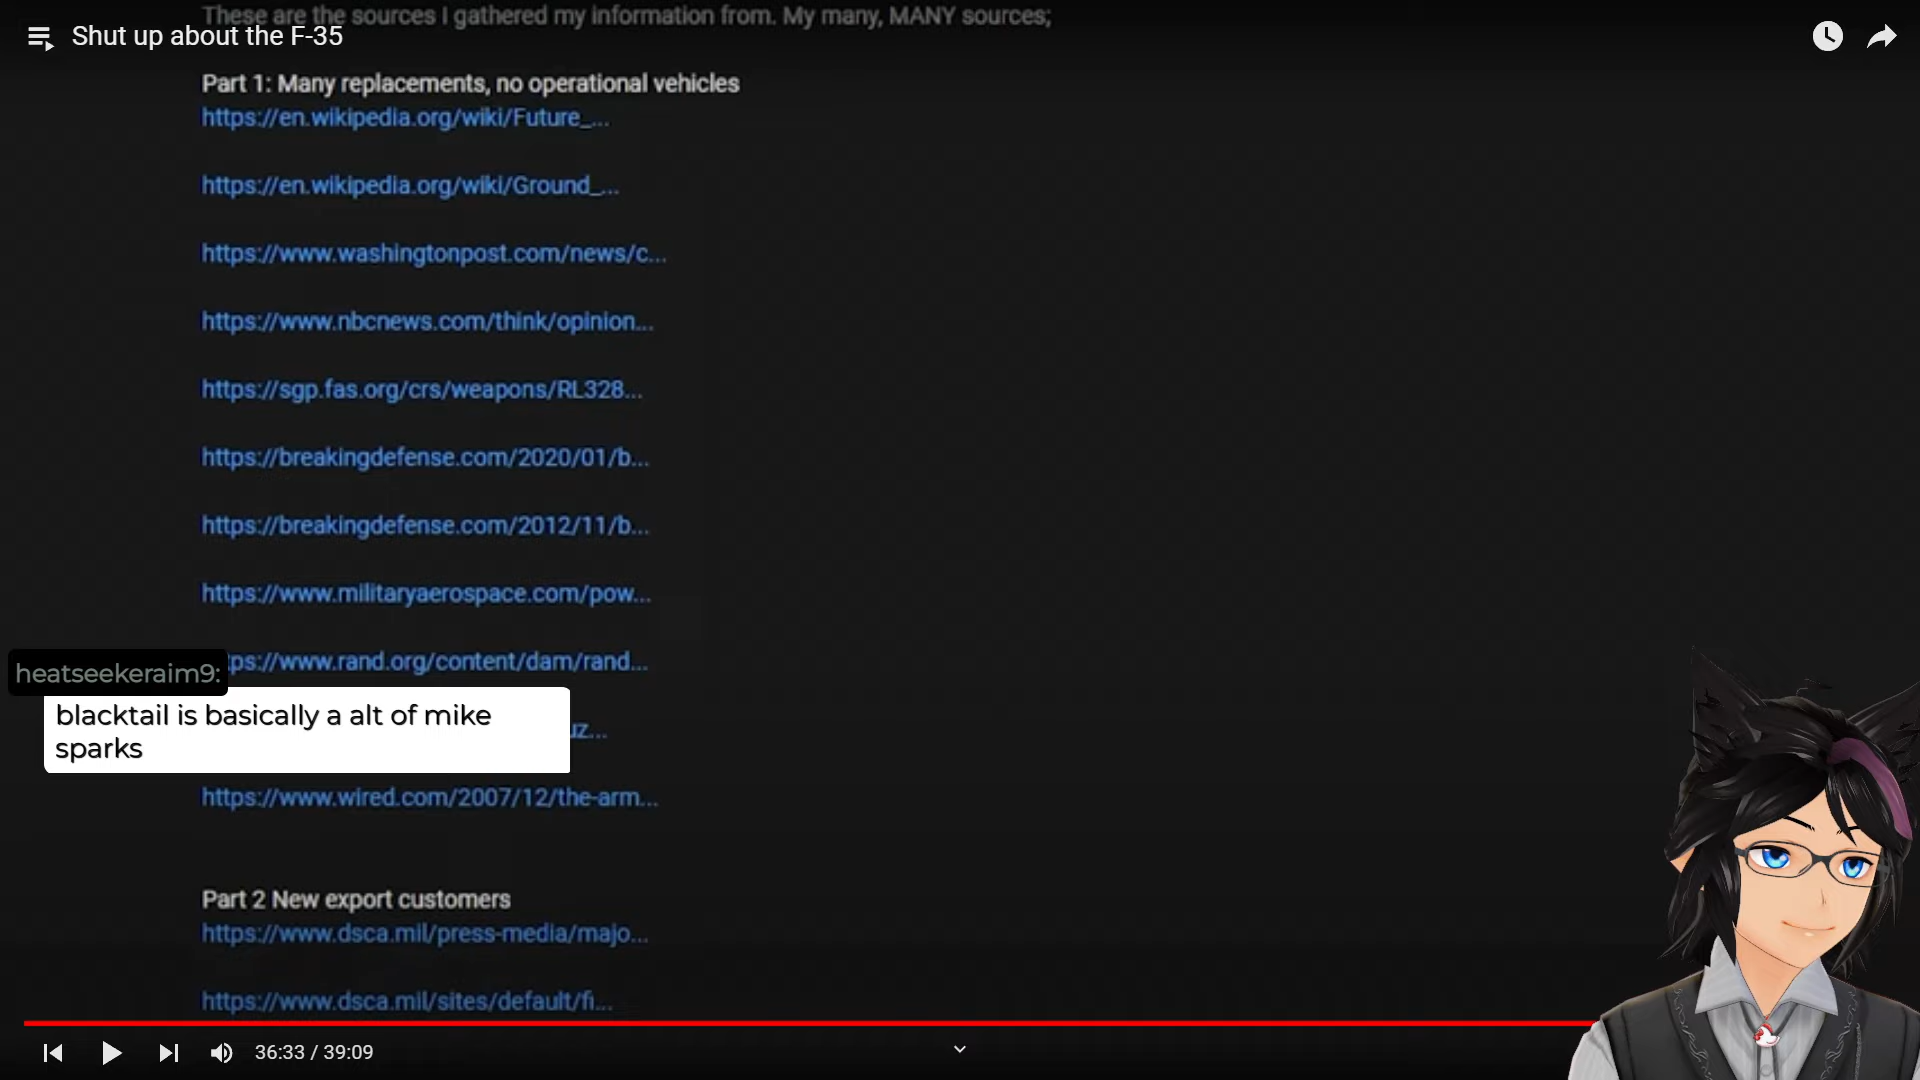 These are the sources I gathered my information from. My many, MANY sources;
Shut up about the F-35
Part 1: Many replacements, no operational vehicles
https://en.wikipedia.org/wiki/Future_...
https://en.wikipedia.org/wiki/Ground_...
https://www.washingtonpost.com/news/c...
https://www.nbcnews.com/think/opinion...
https://sgp.fas.org/crs/weapons/RL328...
https://breakingdefense.com/2020/01/b...
https://breakingdefense.com/2012/11/b...
https://www.militaryaerospace.com/pow...
ps://www.rand.org/content/dam/rand...
heatseekeraim9:
blacktail is basically a alt of mike
sparks
uz...
https://www.wired.com/2007/12/the-arm...
Part 2 New export customers
https://www.dsca.mil/press-media/majo...
https://www.dsca.mil/sites/default/fi...
36:33 / 39:09